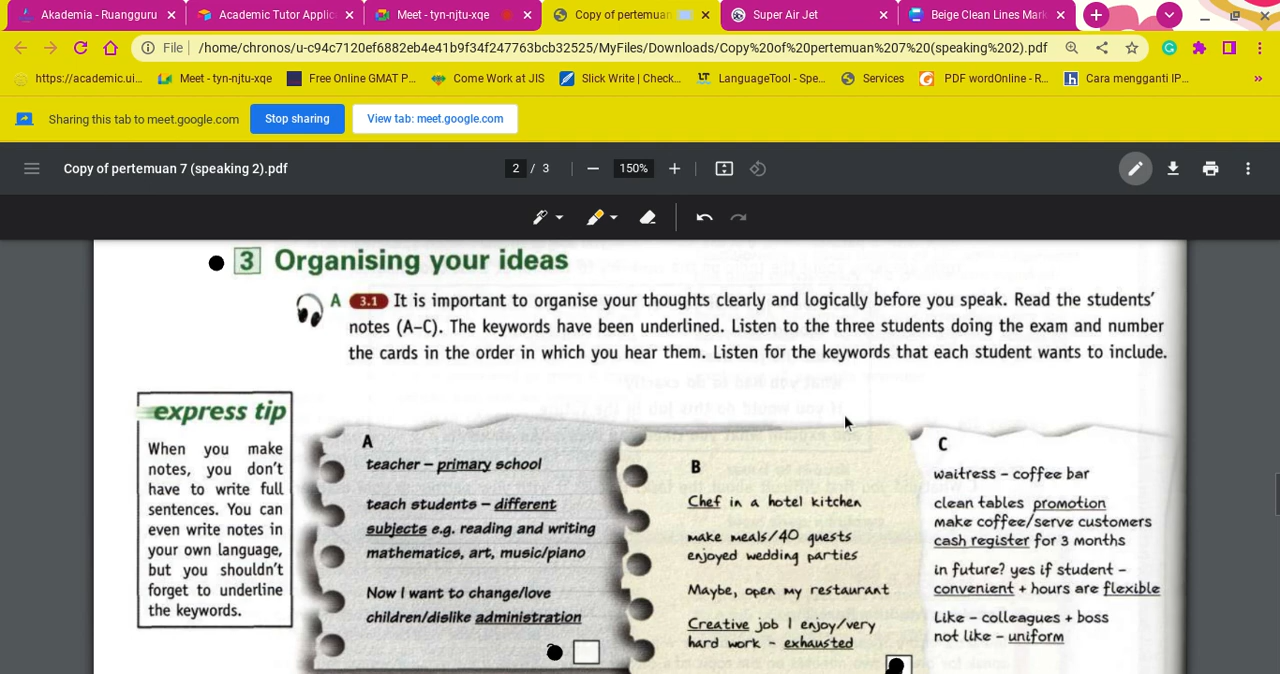 Akademia - Ruangguru
Academic Tutor Applic
Meet - tyn-njtu-xqe
Copy of pertemuan
Super Air Jet
Beige Clean Lines Mark
File
/home/chronos/u-c94c7120ef6882eb4e41b9f34f247763bcb32525/MyFiles/Downloads/Copy%20of%20pertemuan%207%20(speaking%202).pdf
https://academic.ui...
Meet - tyn-njtu-xqe
Free Online GMAT P...
Come Work at JIS
Slick Write | Check...
LanguageTool - Spe...
Services
PDF wordOnline - R...
Cara mengganti IP...
»
Sharing this tab to meet.google.com
Stop sharing
View tab: meet.google.com
Copy of pertemuan 7 (speaking 2).pdf
2 / 3
150%
3 Organising your ideas
A 3.1 It is important to organise your thoughts clearly and logically before you speak. Read the students'
notes (A–C). The keywords have been underlined. Listen to the three students doing the exam and number
the cards in the order in which you hear them. Listen for the keywords that each student wants to include.
express tip
When you make
notes, you don't
have to write full
sentences. You can
even write notes in
your own language,
but you shouldn't
forget to underline
the keywords.
A
teacher – primary school
teach students – different
subjects e.g. reading and writing
mathematics, art, music/piano
Now I want to change/love
children/dislike administration
B
Chef in a hotel kitchen
make meals/40 guests
enjoyed wedding parties
Maybe, open my restaurant
Creative job I enjoy/very
hard work – exhausted
C
waitress – coffee bar
clean tables promotion
make coffee/serve customers
cash register for 3 months
in future? yes if student –
convenient + hours are flexible
Like – colleagues + boss
not like – uniform